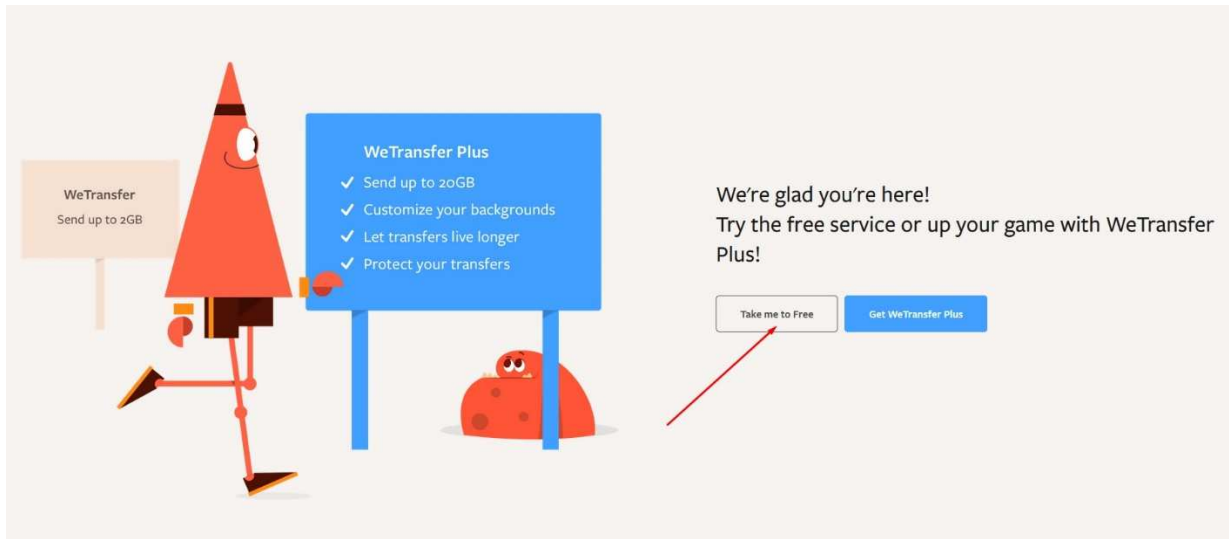 WeTransfer
Send up to 2GB
WeTransfer Plus
Send up to 20GB
Customize your backgrounds
Let transfers live longer
Protect your transfers
We're glad you're here!
Try the free service or up your game with WeTransfer
Plus!
Take me to Free
Get WeTransfer Plus